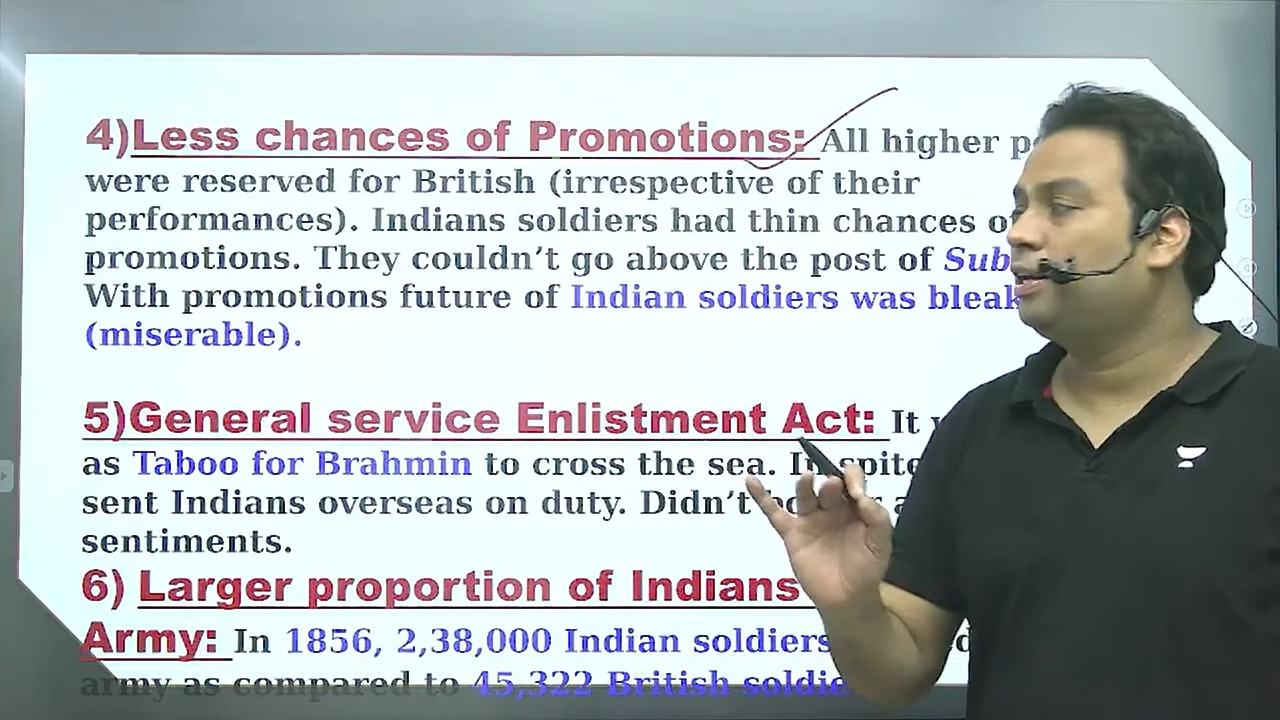 4)Less chances of Promotions: All higher
were reserved for British (irrespective of their
performances). Indians soldiers had thin chances
promotions. They couldn’t go above the post of
With promotions future of Indian soldiers was bleak
(miserable).
5)General service Enlistment Act: It
as Taboo for Brahmin to cross the sea. In spite
sent Indians overseas on duty. Didn’t
sentiments.
6) Larger proportion of Indians
Army: In 1856, 2,38,000 Indian soldiers
army as compared to 45,322 British